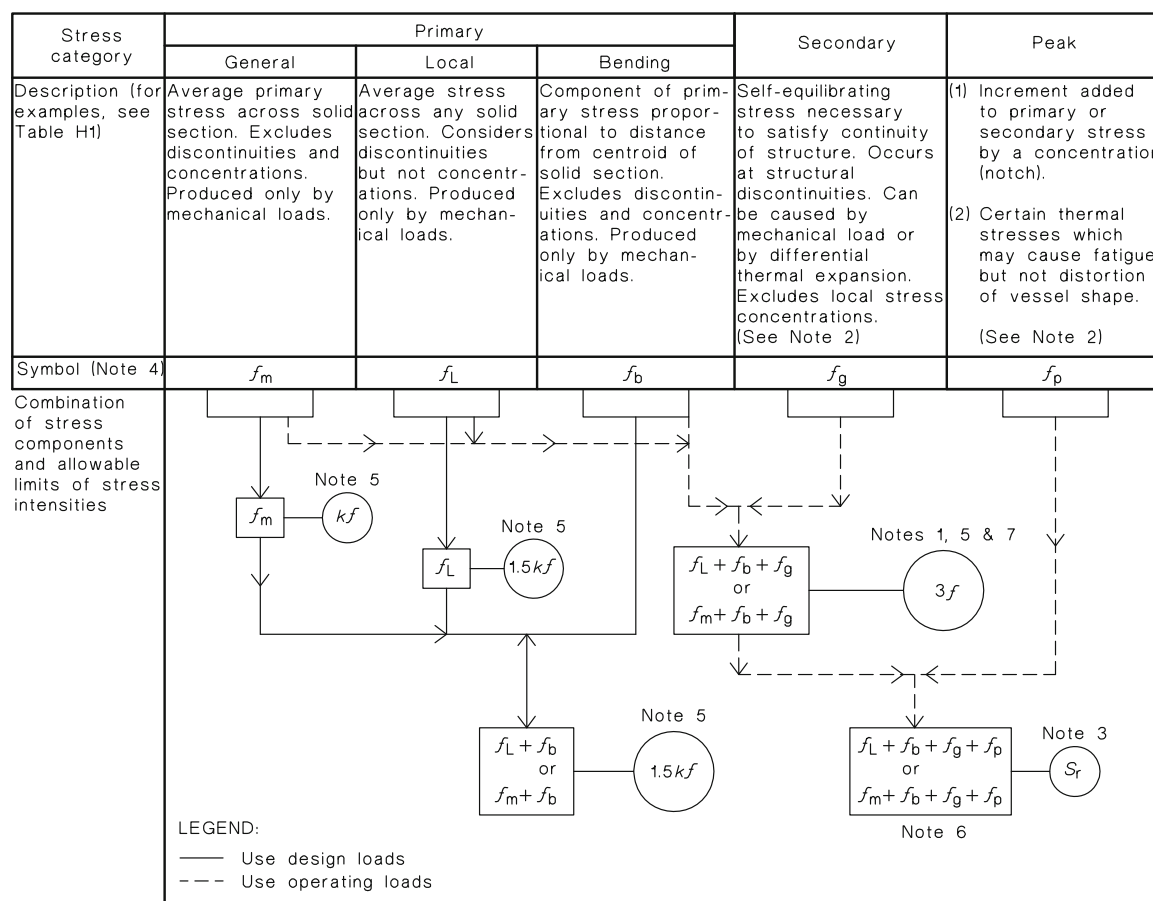 Stress
category
Primary
General
Local
Bending
Secondary
Peak
Description (for
examples, see
Table H1)
Average primary
stress across solid
section. Excludes
discontinuities and
concentrations.
Produced only by
mechanical loads.
Average stress
across any solid
section. Considers
discontinuities
but not concentr-
ations. Produced
only by mechan-
ical loads.
Component of prim-
ary stress propor-
tional to distance
from centroid of
solid section.
Excludes discontin-
uities and concentr-
ations. Produced
only by mechan-
ical loads.
Self-equilibrating
stress necessary
to satisfy continuity
of structure. Occurs
at structural
discontinuities. Can
be caused by
mechanical load or
by differential
thermal expansion.
Excludes local stress
concentrations.
(See Note 2)
(1) Increment added
to primary or
secondary stress
by a concentration
(notch).
(2) Certain thermal
stresses which
may cause fatigue
but not distortion
of vessel shape.
(See Note 2)
Symbol (Note 4)
fm
fL
fb
fg
fp
Combination
of stress
components
and allowable
limits of stress
intensities
Note 5
fm
kf
Note 5
fL
1.5kf
Notes 1, 5 & 7
fL + fb + fg
or
fm + fb + fg
3f
Note 5
fL + fb
or
fm + fb
1.5kf
Note 3
fL + fb + fg + fp
or
fm + fb + fg + fp
Sr
Note 6
LEGEND:
Use design loads
Use operating loads